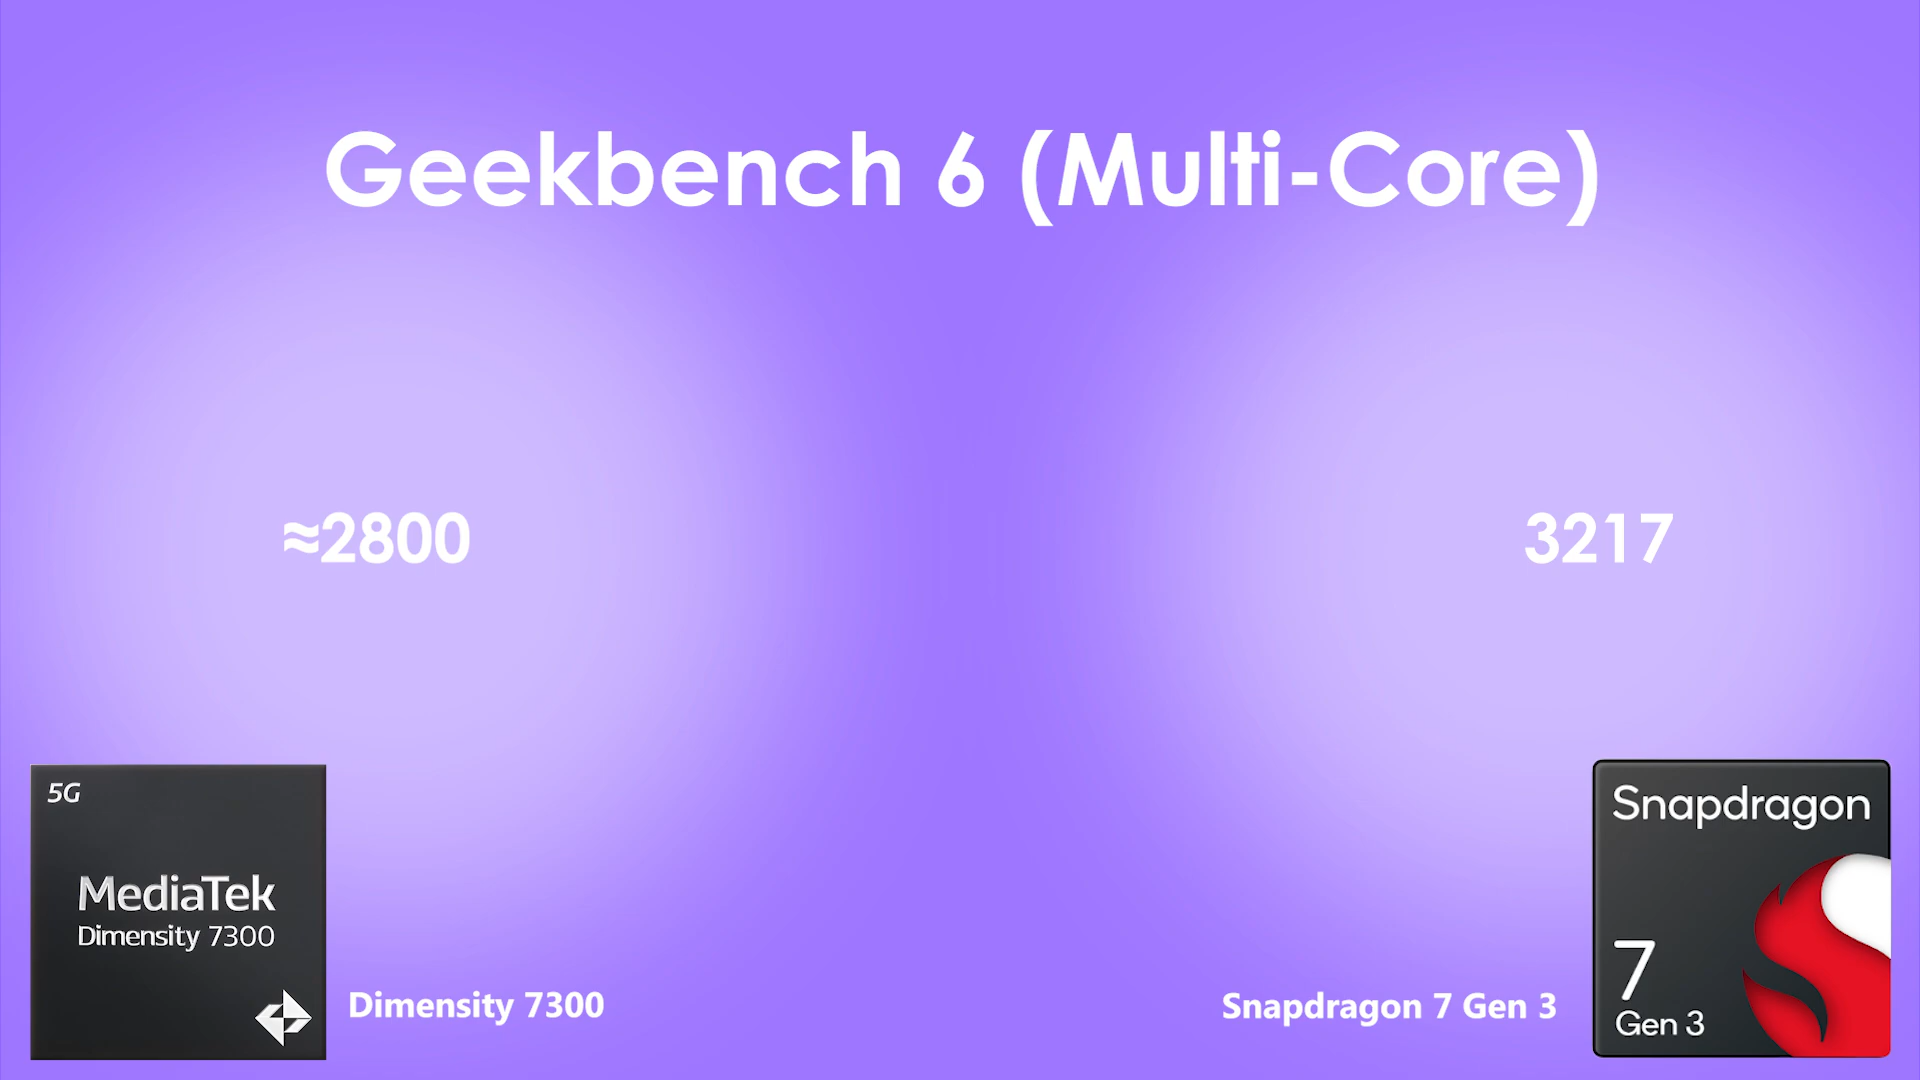 Geekbench 6 (Multi-Core)
≈2800
3217
5G
MediaTek
Dimensity 7300
Dimensity 7300
Snapdragon 7 Gen 3
Snapdragon
7
Gen 3